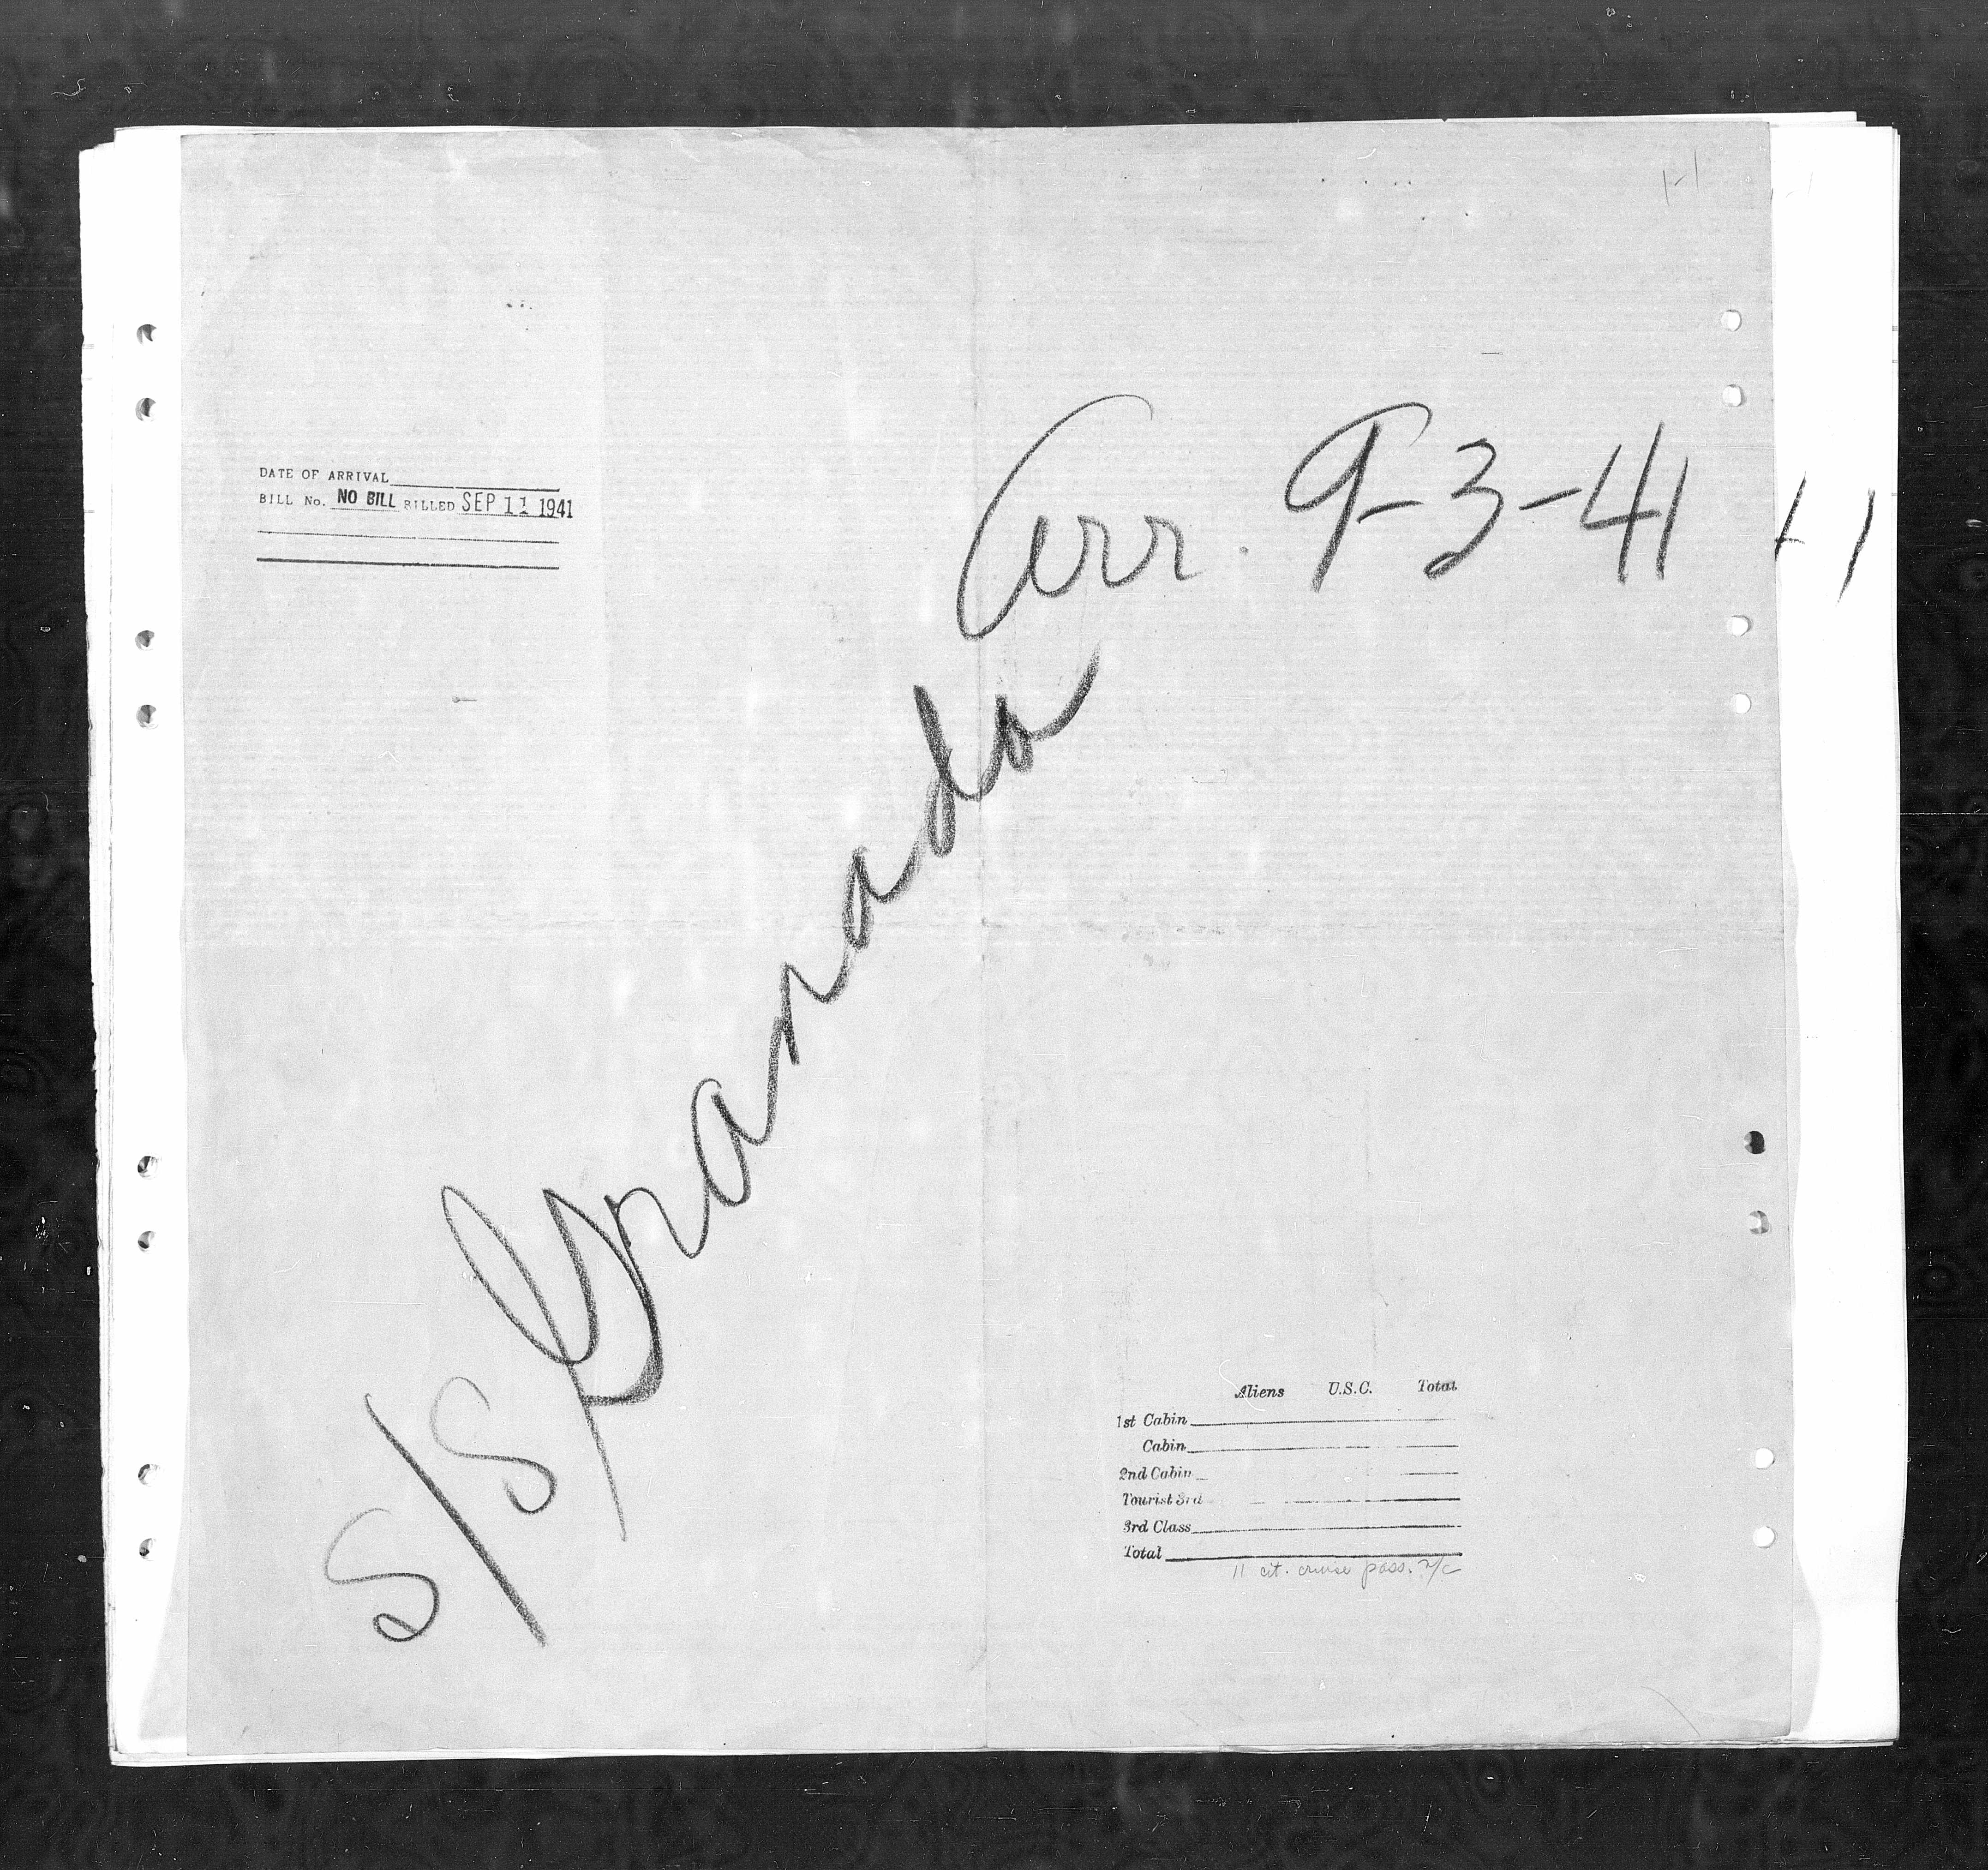 DATE OF ARRIVAL
BILL No. NO BILL BILLED SEP 11 1941
Arr. 9-3-41
S/S Granada
Aliens U.S.C. Total
1st Cabin
Cabin
2nd Cabin
Tourist 3rd
3rd Class
Total
11 cit. cruise pass.